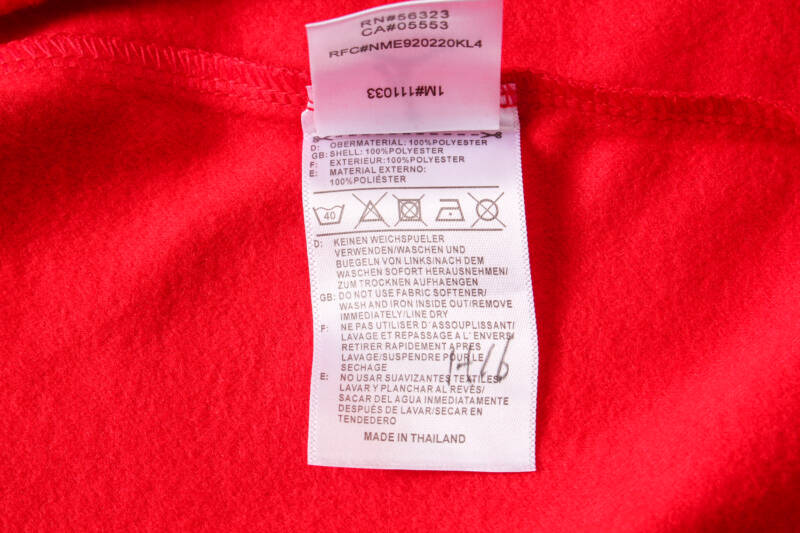 RN#56323
CA#05553
RFC#NME920220KL4
1M#111033
D: OBERMATERIAL: 100%POLYESTER
GB: SHELL: 100%POLYESTER
F: EXTERIEUR:100%POLYESTER
E: MATERIAL EXTERNO:
100%POLIÉSTER
40
D: KEINEN WEICHSPUELER
VERWENDEN/WASCHEN UND
BUEGELN VON LINKS/NACH DEM
WASCHEN SOFORT HERAUSNEHMEN/
ZUM TROCKNEN AUFHAENGEN
GB: DO NOT USE FABRIC SOFTENER/
WASH AND IRON INSIDE OUT/REMOVE
IMMEDIATELY/LINE DRY
F: NE PAS UTILISER D'ASSOUPLISSANT/
LAVAGE ET REPASSAGE A L'ENVERS/
RETIRER RAPIDEMENT APRES
LAVAGE/SUSPENDRE POUR LE
SECHAGE
E: NO USAR SUAVIZANTES TEXTILES/
LAVAR Y PLANCHAR AL REVÉS/
SACAR DEL AGUA INMEDIATAMENTE
DESPUÉS DE LAVAR/SECAR EN
TENDEDERO
MADE IN THAILAND